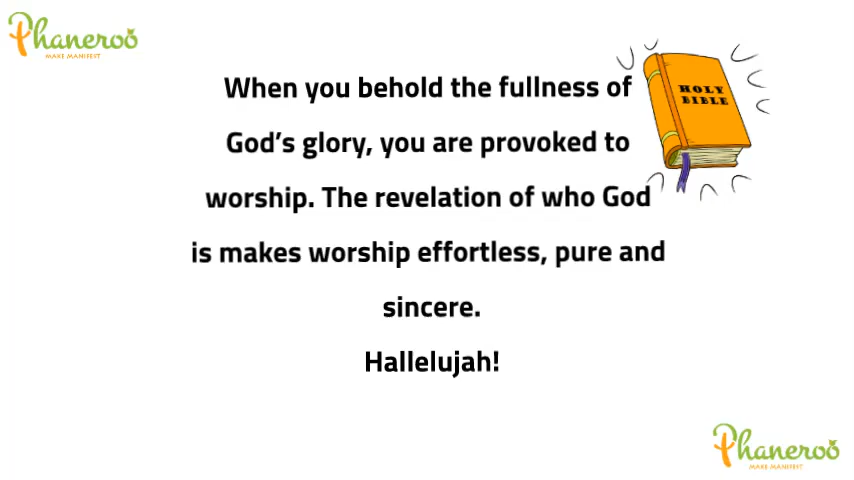 Phaneroo
MAKE MANIFEST
When you behold the fullness of
God's glory, you are provoked to
worship. The revelation of who God
is makes worship effortless, pure and
sincere.
Hallelujah!
HOLY
BIBLE
Phaneroo
MAKE MANIFEST